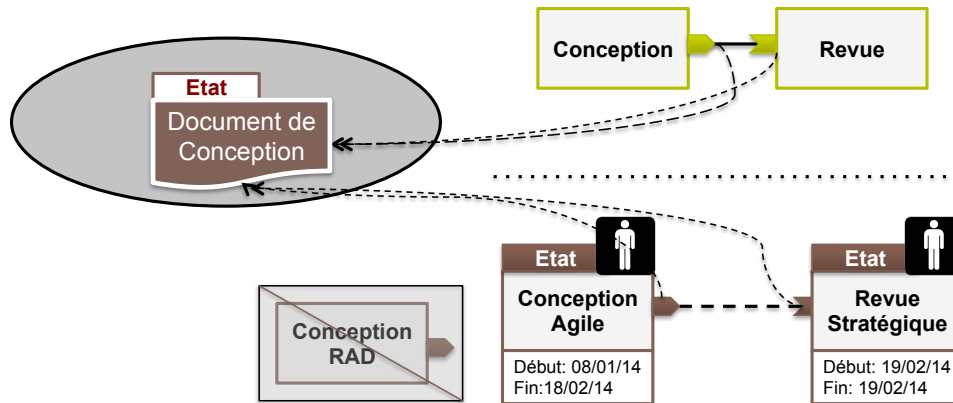 Conception
Revue
Etat
Document de
Conception
Etat
Conception
Agile
Début: 08/01/14
Fin:18/02/14
Etat
Revue
Stratégique
Début: 19/02/14
Fin: 19/02/14
Conception
RAD